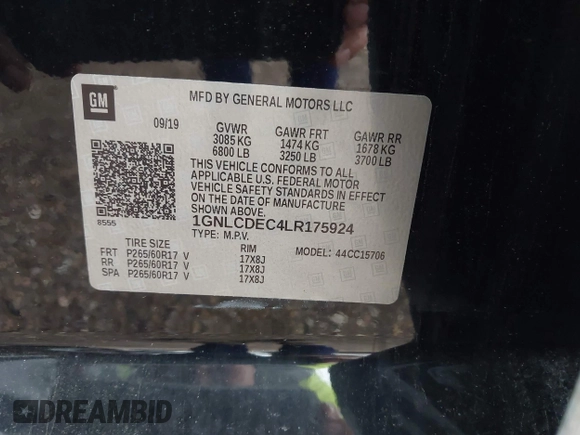 GM
MFD BY GENERAL MOTORS LLC
09/19 GVWR GAWR FRT GAWR RR
3085 KG 1474 KG 1678 KG
6800 LB 3250 LB 3700 LB
THIS VEHICLE CONFORMS TO ALL
APPLICABLE U.S. FEDERAL MOTOR
VEHICLE SAFETY STANDARDS IN EFFECT
ON THE DATE OF MANUFACTURE
SHOWN ABOVE.
8555
1GNLCDEC4LR175924
TYPE: M.P.V. MODEL: 44CC15706
TIRE SIZE RIM
FRT P265/60R17 V 17X8J
RR P265/60R17 V 17X8J
SPA P265/60R17 V 17X8J
DREAMBID